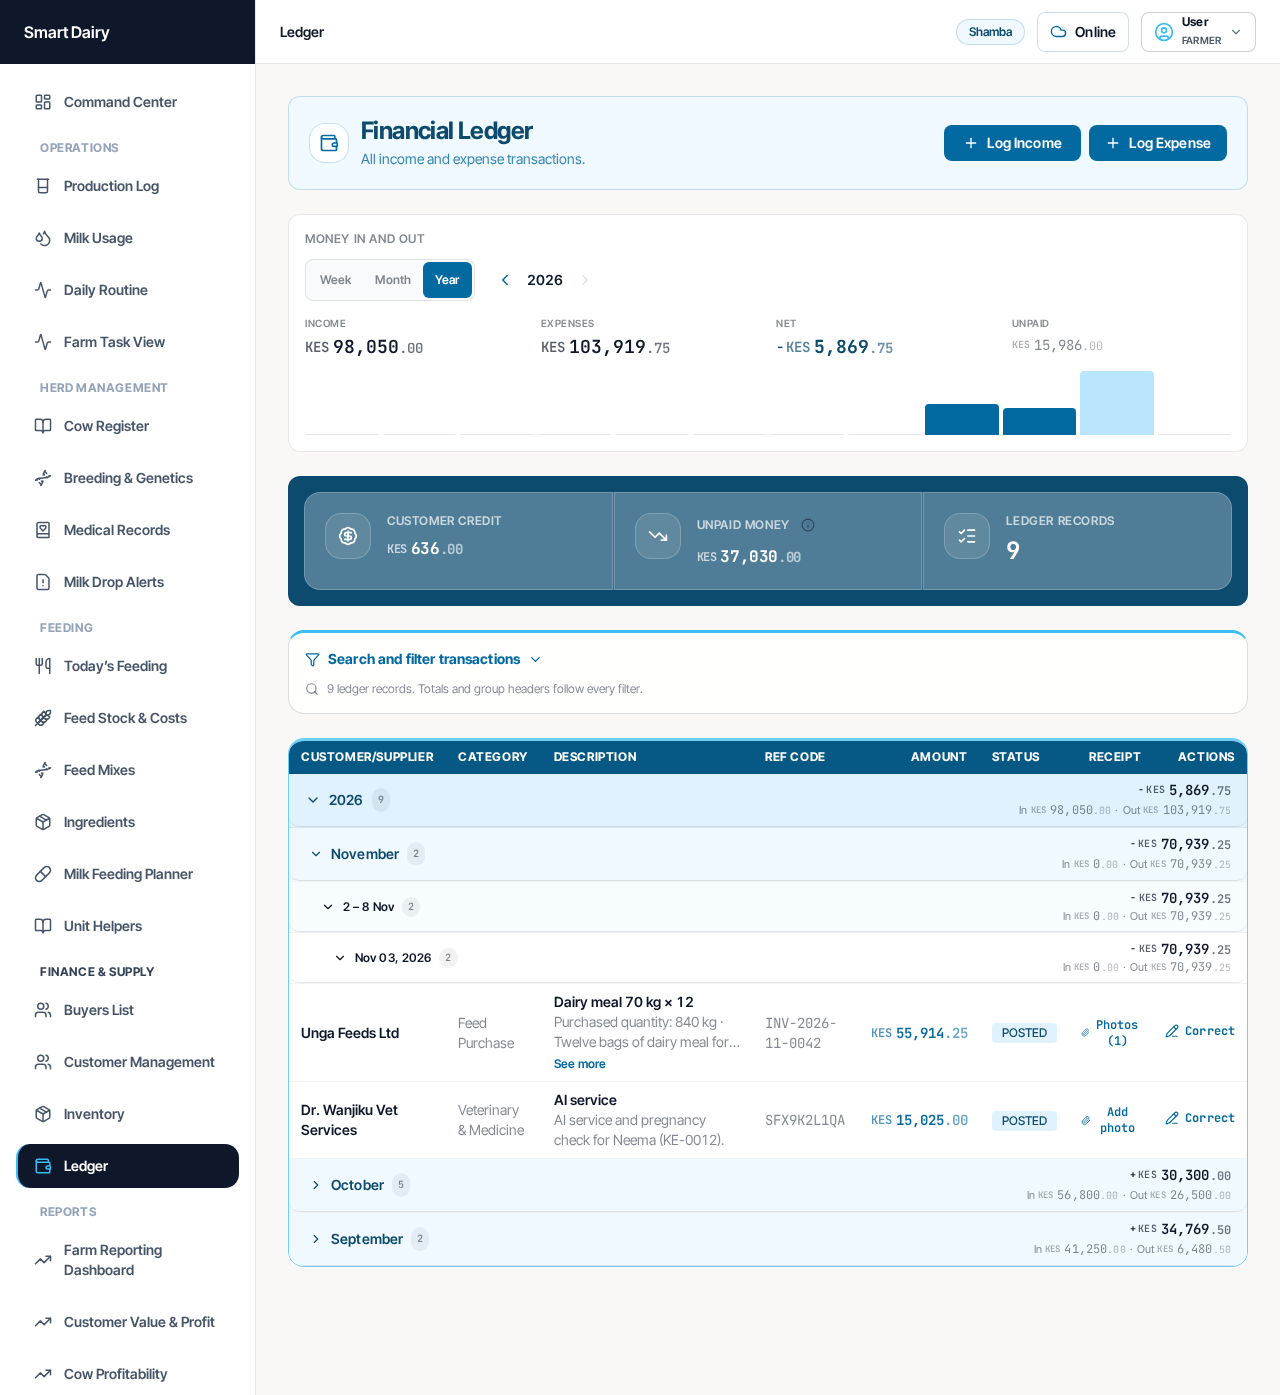 Smart Dairy
Ledger
Shamba
Online
User
FARMER
Command Center
OPERATIONS
Production Log
Milk Usage
Daily Routine
Farm Task View
HERD MANAGEMENT
Cow Register
Breeding & Genetics
Medical Records
Milk Drop Alerts
FEEDING
Today's Feeding
Feed Stock & Costs
Feed Mixes
Ingredients
Milk Feeding Planner
Unit Helpers
FINANCE & SUPPLY
Buyers List
Customer Management
Inventory
Ledger
REPORTS
Farm Reporting
Dashboard
Customer Value & Profit
Cow Profitability
Financial Ledger
All income and expense transactions.
Log Income
Log Expense
MONEY IN AND OUT
Week Month Year
2026
INCOME
KES 98,050.00
EXPENSES
KES 103,919.75
NET
-KES 5,869.75
UNPAID
KES 15,986.00
CUSTOMER CREDIT
KES 636.00
UNPAID MONEY
KES 37,030.00
LEDGER RECORDS
9
Search and filter transactions
9 ledger records. Totals and group headers follow every filter.
CUSTOMER/SUPPLIER CATEGORY DESCRIPTION REF CODE AMOUNT STATUS RECEIPT ACTIONS
2026 9
-KES 5,869.75
In KES 98,050.00 · Out KES 103,919.75
November 2
-KES 70,939.25
In KES 0.00 · Out KES 70,939.25
2 – 8 Nov 2
-KES 70,939.25
In KES 0.00 · Out KES 70,939.25
Nov 03, 2026 2
-KES 70,939.25
In KES 0.00 · Out KES 70,939.25
Unga Feeds Ltd
Feed
Purchase
Dairy meal 70 kg × 12
Purchased quantity: 840 kg ·
Twelve bags of dairy meal for...
See more
INV-2026-
11-0042
KES 55,914.25
POSTED
Photos
(1)
Correct
Dr. Wanjiku Vet
Services
Veterinary
& Medicine
AI service
AI service and pregnancy
check for Neema (KE-0012).
SFX9K2L1QA
KES 15,025.00
POSTED
Add
photo
Correct
October 5
+KES 30,300.00
In KES 56,800.00 · Out KES 26,500.00
September 2
+KES 34,769.50
In KES 41,250.00 · Out KES 6,480.50